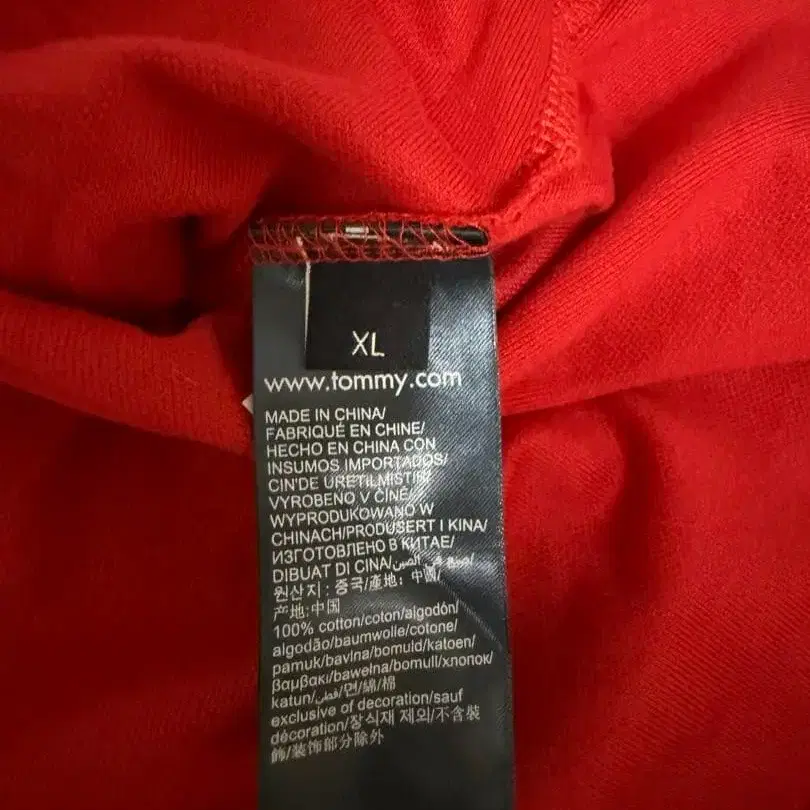 XL
www.tommy.com
MADE IN CHINA/
FABRIQUÉ EN CHINE/
HECHO EN CHINA CON
INSUMOS IMPORTADOS/
ÇIN'DE URETILMISTIR/
VYROBENO V ČÍNĚ/
WYPRODUKOWANO W
CHINACH/PRODUSERT I KINA/
ИЗГОТОВЛЕНО В КИТАЕ/
DIBUAT DI CINA/صنع في الصين/
원산지 : 중국/產地: 中國/
产地:中国
100% cotton/coton/algodón/
algodão/baumwolle/cotone/
pamuk/bavlna/bomuld/katoen/
βαμβακι/bawełna/bomull/хлопок/
katun/قطن/면/綿/棉
exclusive of decoration/sauf
décoration/장식재 제외/不含裝
飾/装饰部分除外